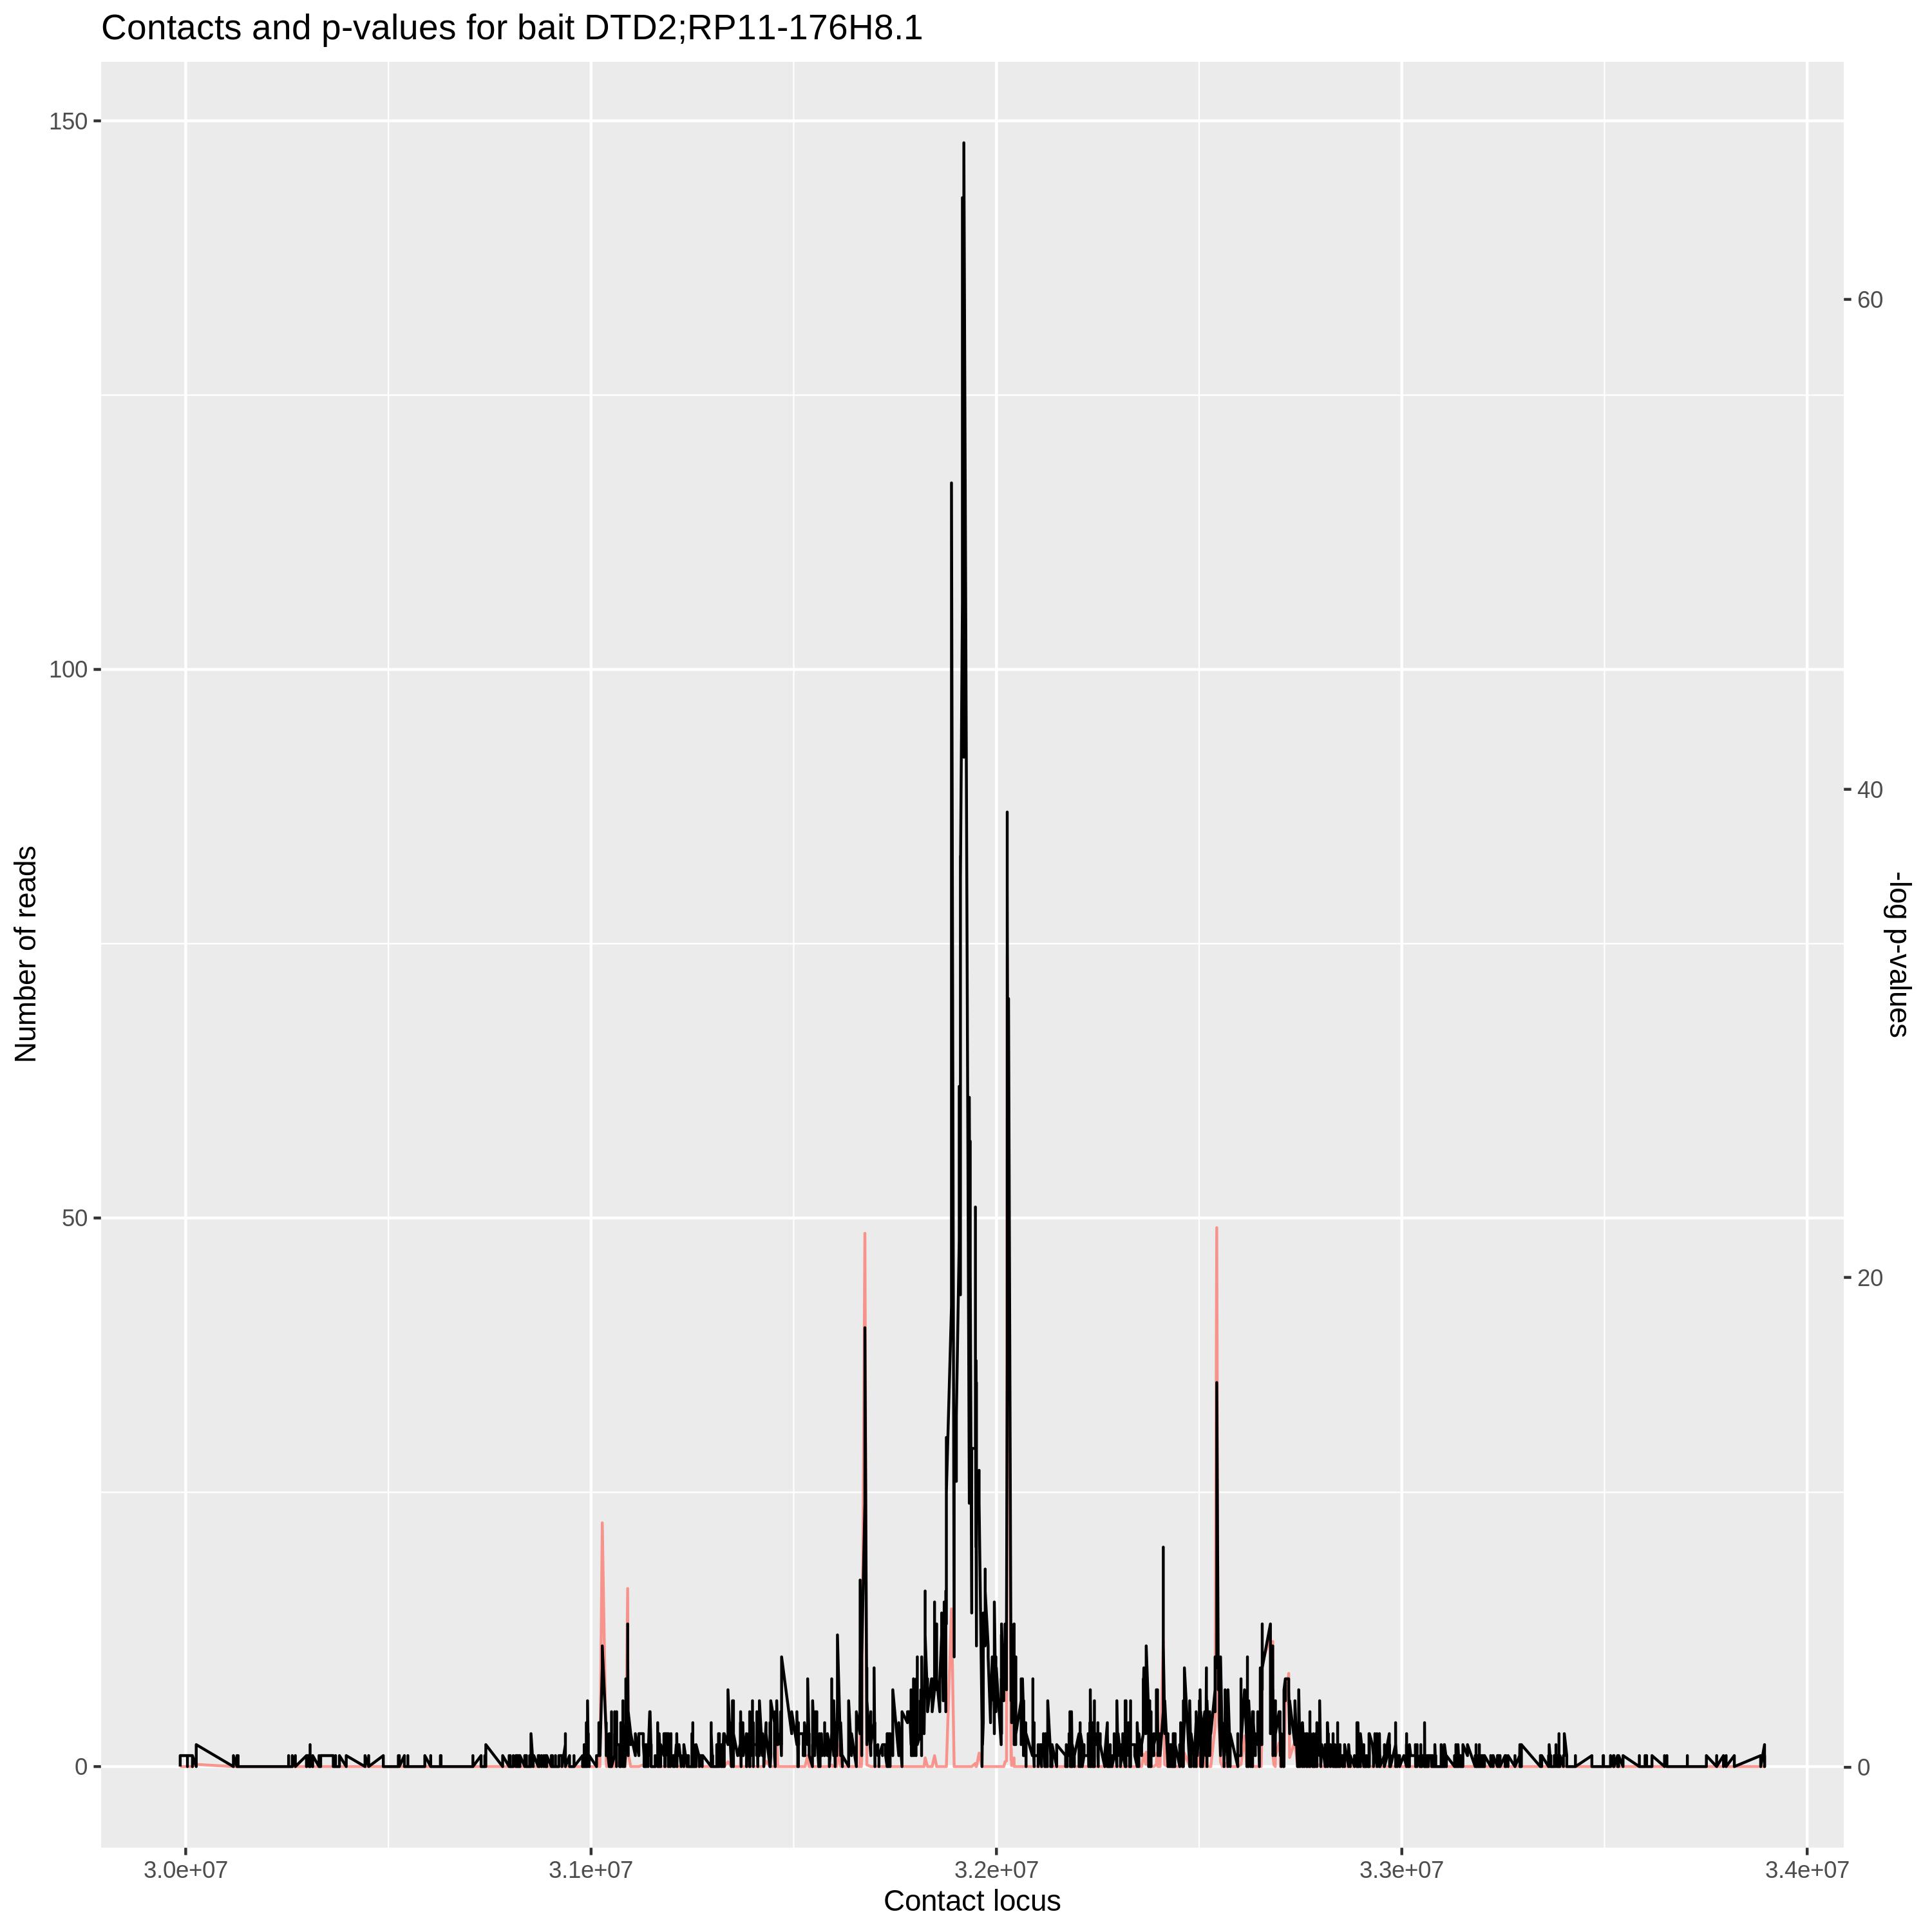 Contacts and p-values for bait DTD2;RP11-176H8.1
150
100
50
0
Number of reads
60
40
20
0
-log p-values
3.0e+07
3.1e+07
3.2e+07
3.3e+07
3.4e+07
Contact locus